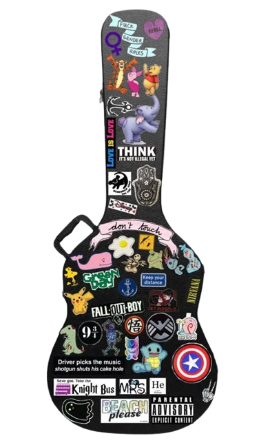 LOVE IS LOVE
THINK
IT'S NOT ILLEGAL YET
Disney
don't touch
GREEN DAY
Keep your distance
NIRVANA
FALL OUT BOY
9¾
Driver picks the music
shotgun shuts his cake hole
Knight Bus
MRS
He
BEACH please
PARENTAL
ADVISORY
EXPLICIT CONTENT